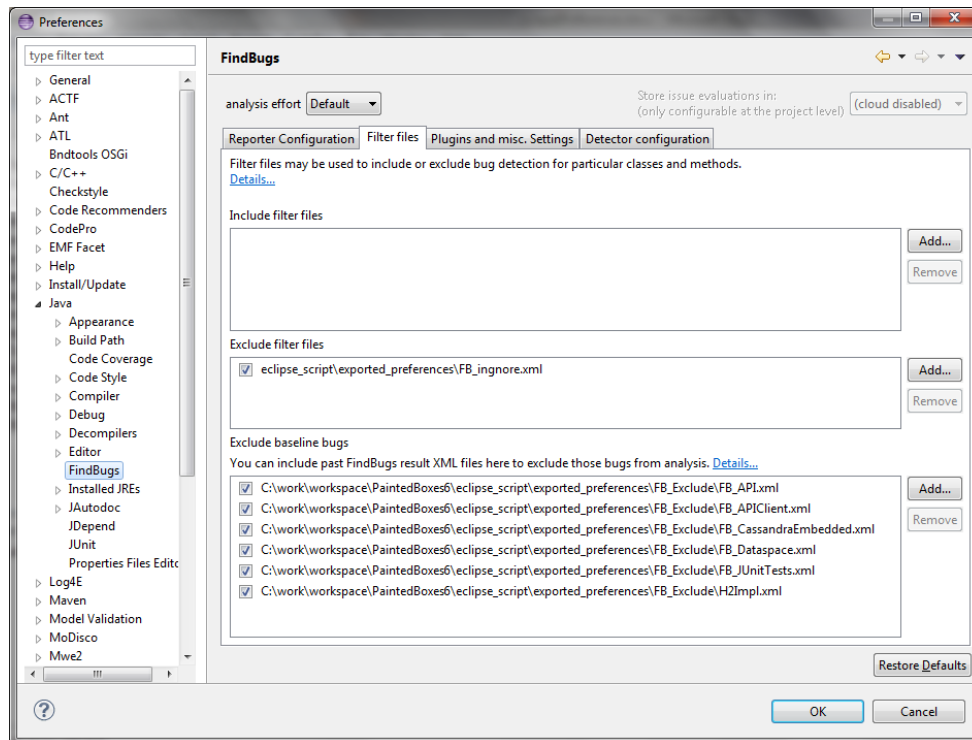 Preferences
type filter text
General
ACTF
Ant
ATL
Bndtools OSGi
C/C++
Checkstyle
Code Recommenders
CodePro
EMF Facet
Help
Install/Update
Java
Appearance
Build Path
Code Coverage
Code Style
Compiler
Debug
Decompilers
Editor
FindBugs
Installed JREs
JAutodoc
JDepend
JUnit
Properties Files Edito
Log4E
Maven
Model Validation
MoDisco
Mwe2
FindBugs
analysis effort Default
Store issue evaluations in:
(only configurable at the project level) (cloud disabled)
Reporter Configuration Filter files Plugins and misc. Settings Detector configuration
Filter files may be used to include or exclude bug detection for particular classes and methods.
Details...
Include filter files
Add...
Remove
Exclude filter files
eclipse_script\exported_preferences\FB_ingnore.xml
Add...
Remove
Exclude baseline bugs
You can include past FindBugs result XML files here to exclude those bugs from analysis. Details...
C:\work\workspace\PaintedBoxes6\eclipse_script\exported_preferences\FB_Exclude\FB_API.xml
C:\work\workspace\PaintedBoxes6\eclipse_script\exported_preferences\FB_Exclude\FB_APIClient.xml
C:\work\workspace\PaintedBoxes6\eclipse_script\exported_preferences\FB_Exclude\FB_CassandraEmbedded.xml
C:\work\workspace\PaintedBoxes6\eclipse_script\exported_preferences\FB_Exclude\FB_Dataspace.xml
C:\work\workspace\PaintedBoxes6\eclipse_script\exported_preferences\FB_Exclude\FB_JUnitTests.xml
C:\work\workspace\PaintedBoxes6\eclipse_script\exported_preferences\FB_Exclude\H2Impl.xml
Add...
Remove
Restore Defaults
OK
Cancel